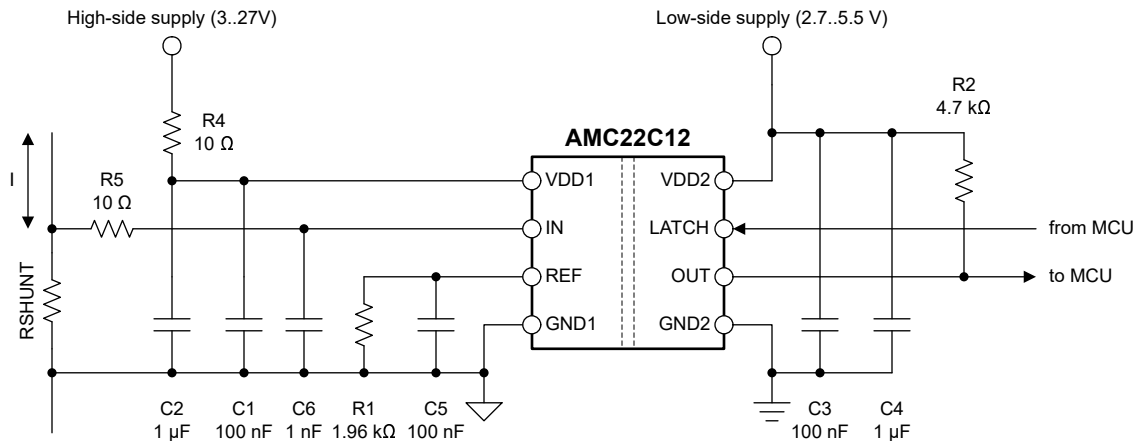 High-side supply (3..27V)
Low-side supply (2.7..5.5 V)
R4
10 Ω
R2
4.7 kΩ
AMC22C12
I
R5
10 Ω
VDD1
VDD2
IN
LATCH
from MCU
REF
OUT
to MCU
RSHUNT
GND1
GND2
C2
1 µF
C1
100 nF
C6
1 nF
R1
1.96 kΩ
C5
100 nF
C3
100 nF
C4
1 µF